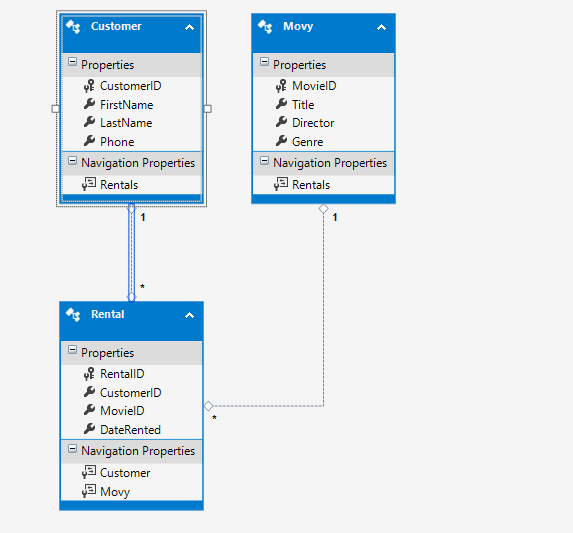 Customer
Properties
CustomerID
FirstName
LastName
Phone
Navigation Properties
Rentals
Movy
Properties
MovieID
Title
Director
Genre
Navigation Properties
Rentals
1
1
*
Rental
Properties
RentalID
CustomerID
MovieID
DateRented
Navigation Properties
Customer
Movy
*